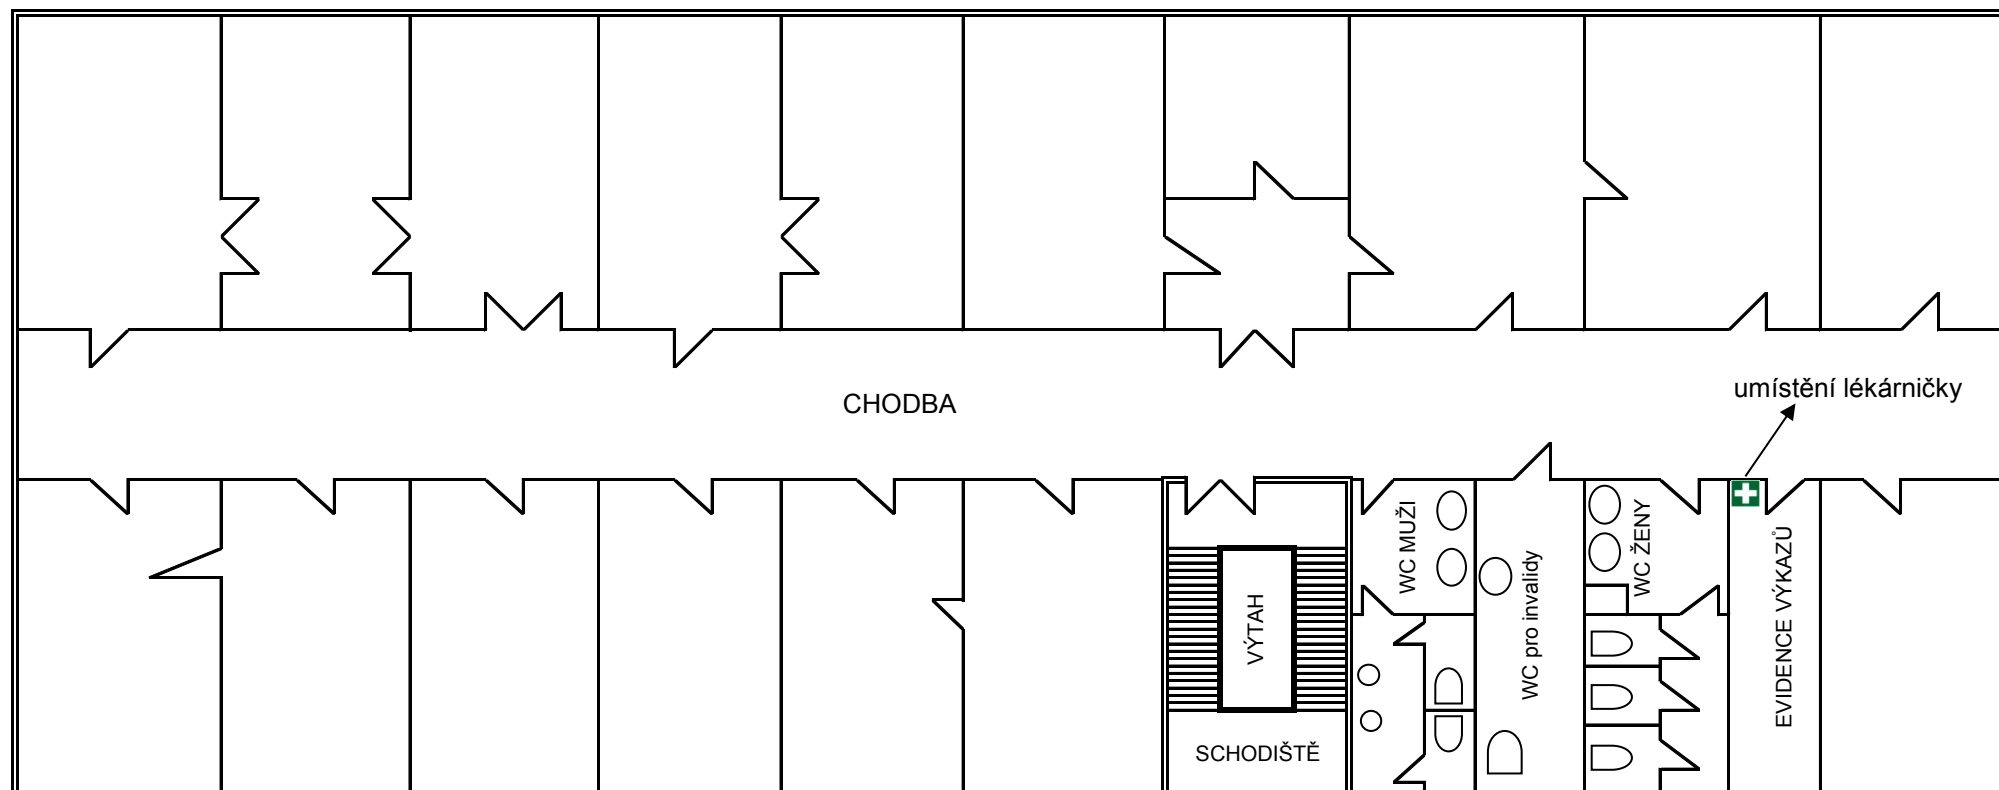 CHODBA
umístění lékárničky
WC MUŽI
WC pro invalidy
WC ŽENY
EVIDENCE VÝKAZŮ
VÝTAH
SCHODIŠTĚ